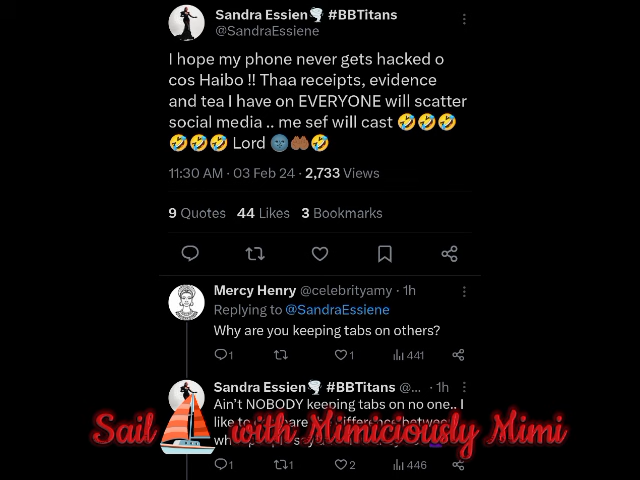 Sandra Essien🌪️ #BBTitans
@SandraEssiene
I hope my phone never gets hacked o
cos Haibo !! Thaa receipts, evidence
and tea I have on EVERYONE will scatter
social media .. me sef will cast 🤣🤣🤣
🤣🤣🤣 Lord 🌚🤲🏾🤣
11:30 AM · 03 Feb 24 · 2,733 Views
9 Quotes 44 Likes 3 Bookmarks
Mercy Henry @celebrityamy · 1h
Replying to @SandraEssiene
Why are you keeping tabs on others?
1 1 441
Sandra Essien🌪️ #BBTitans @... · 1h
Ain't NOBODY keeping tabs on no one.. I
like to
Sail ⛵ with Mimiciously Mimi
1 1 2 446